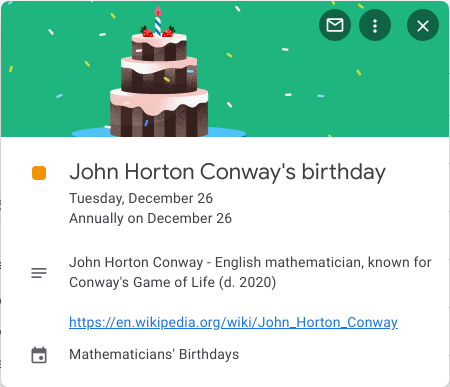 John Horton Conway's birthday
Tuesday, December 26
Annually on December 26
John Horton Conway - English mathematician, known for
Conway's Game of Life (d. 2020)
https://en.wikipedia.org/wiki/John_Horton_Conway
Mathematicians' Birthdays